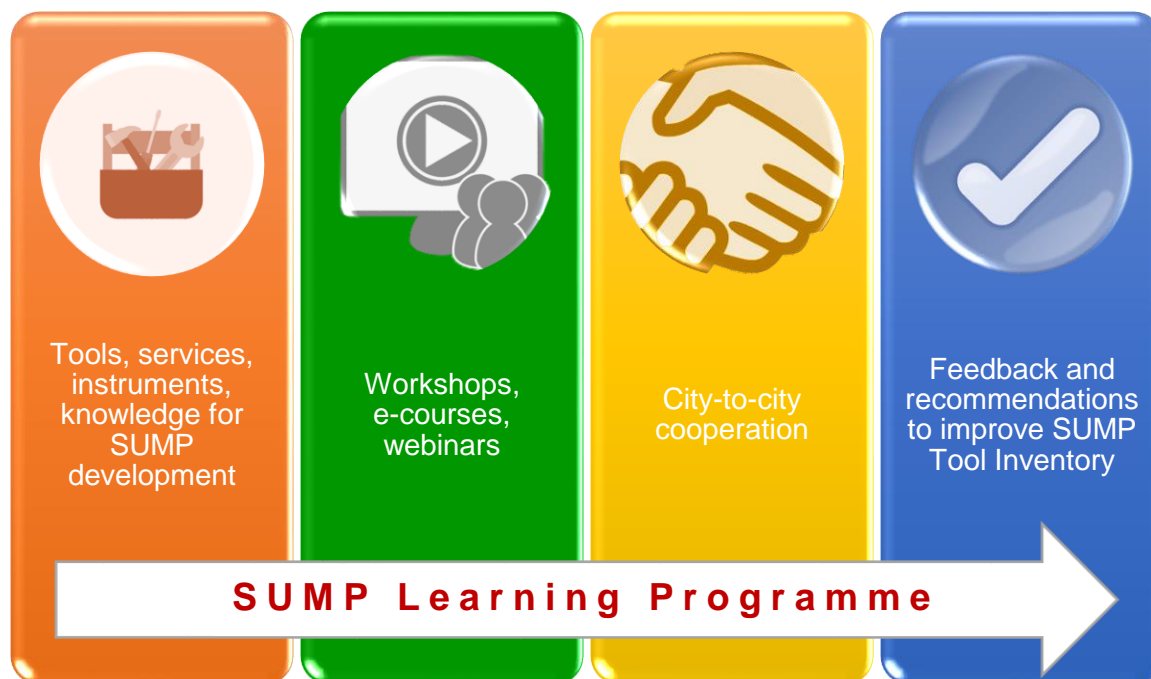 Tools, services,
instruments,
knowledge for
SUMP
development
Workshops,
e-courses,
webinars
City-to-city
cooperation
Feedback and
recommendations
to improve SUMP
Tool Inventory
SUMP Learning Programme